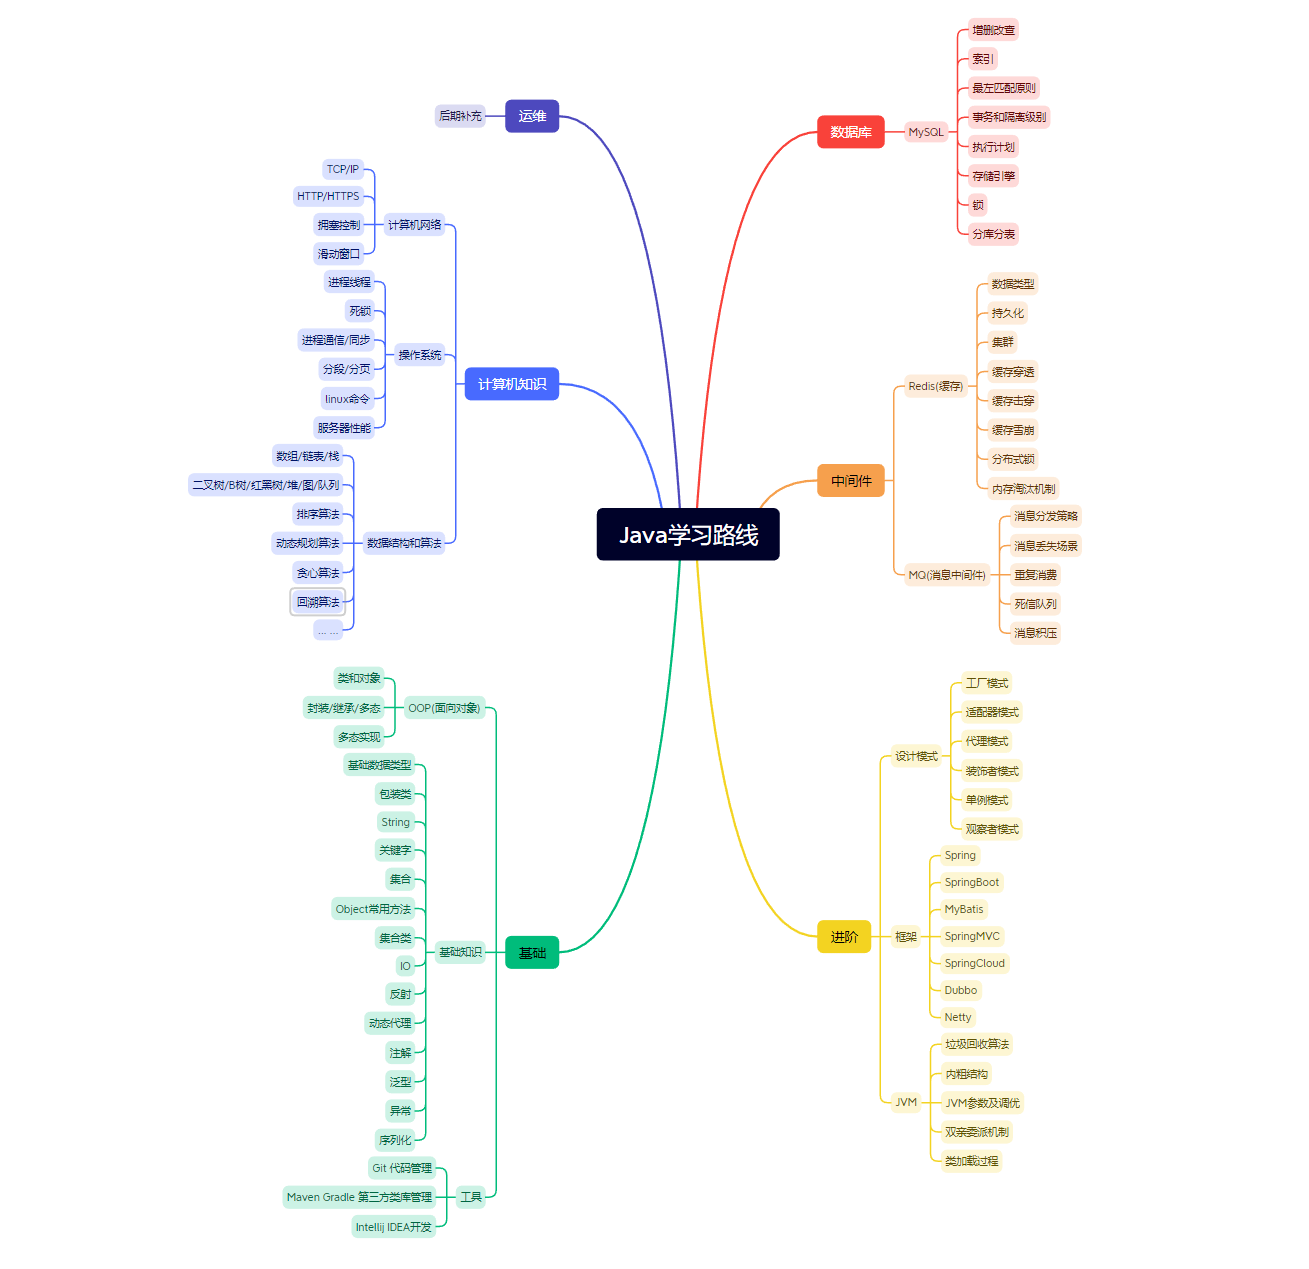 Java学习路线
数据库
MySQL
增删改查
索引
最左匹配原则
事务和隔离级别
执行计划
存储引擎
锁
分库分表
中间件
Redis(缓存)
数据类型
持久化
集群
缓存穿透
缓存击穿
缓存雪崩
分布式锁
内存淘汰机制
MQ(消息中间件)
消息分发策略
消息丢失场景
重复消费
死信队列
消息积压
进阶
设计模式
工厂模式
适配器模式
代理模式
装饰者模式
单例模式
观察者模式
框架
Spring
SpringBoot
MyBatis
SpringMVC
SpringCloud
Dubbo
Netty
JVM
垃圾回收算法
内粗结构
JVM参数及调优
双亲委派机制
类加载过程
运维
后期补充
计算机知识
计算机网络
TCP/IP
HTTP/HTTPS
拥塞控制
滑动窗口
操作系统
进程线程
死锁
进程通信/同步
分段/分页
linux命令
服务器性能
数据结构和算法
数组/链表/栈
二叉树/B树/红黑树/堆/图/队列
排序算法
动态规划算法
贪心算法
回溯算法
... ...
基础
OOP(面向对象)
类和对象
封装/继承/多态
多态实现
基础知识
基础数据类型
包装类
String
关键字
集合
Object常用方法
集合类
IO
反射
动态代理
注解
泛型
异常
序列化
工具
Git 代码管理
Maven Gradle 第三方类库管理
Intellij IDEA开发